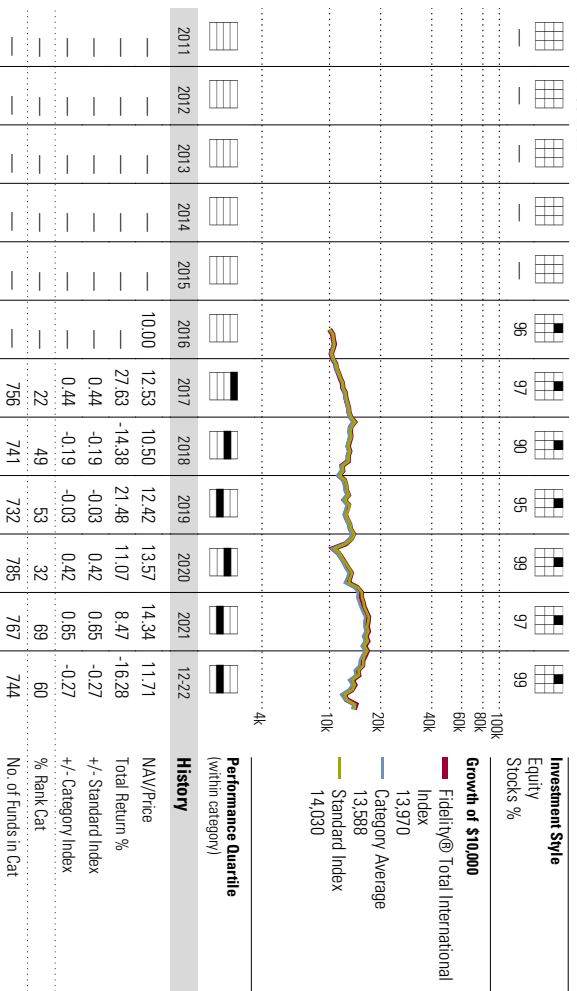 Investment Style
Equity
Stocks %
— — — — — 96 97 90 95 99 97 99
100k
80k
60k
40k
20k
10k
4k
Growth of $10,000
Fidelity® Total International
Index
13,970
Category Average
13,588
Standard Index
14,030
Performance Quartile
(within category)
2011 2012 2013 2014 2015 2016 2017 2018 2019 2020 2021 12-22 History
— — — — — 10.00 12.53 10.50 12.42 13.57 14.34 11.71 NAV/Price
— — — — — — 27.63 -14.38 21.48 11.07 8.47 -16.28 Total Return %
— — — — — — 0.44 -0.19 -0.03 0.42 0.65 -0.27 +/- Standard Index
— — — — — — 0.44 -0.19 -0.03 0.42 0.65 -0.27 +/- Category Index
— — — — — — 22 49 53 32 69 60 % Rank Cat
— — — — — — 756 741 732 785 767 744 No. of Funds in Cat